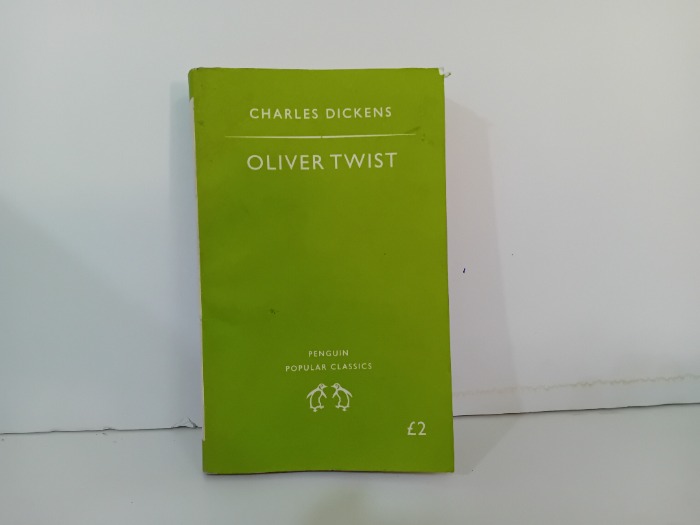 CHARLES DICKENS
OLIVER TWIST
PENGUIN
POPULAR CLASSICS
£2